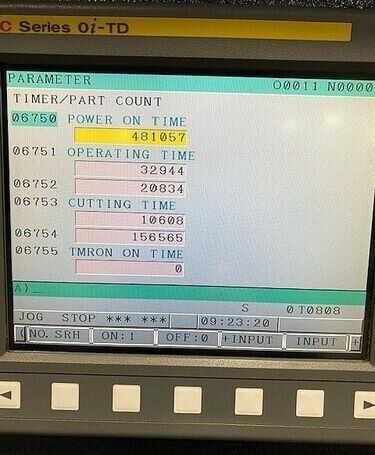 C Series 0i-TD
PARAMETER O0011 N0000
TIMER/PART COUNT
06750 POWER ON TIME
481057
06751 OPERATING TIME
32944
06752 20834
06753 CUTTING TIME
10608
06754 156565
06755 TMRON ON TIME
0
A)_
S 0 T0808
JOG STOP *** ***
09:23:20
(NO. SRH ON:1 OFF:0 +INPUT INPUT +